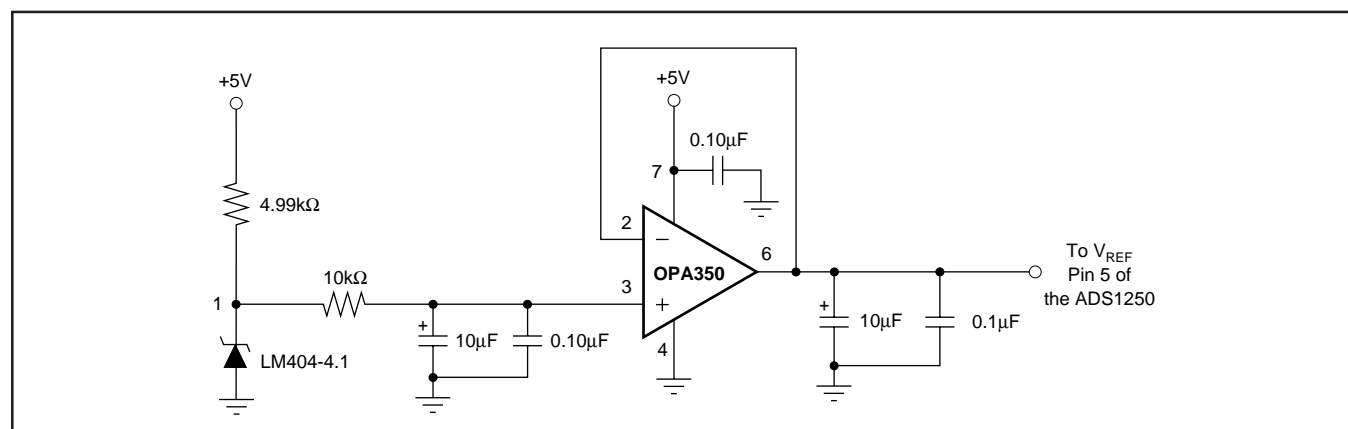 +5V
4.99kΩ
1
LM404-4.1
10kΩ
+
10µF
0.10µF
+5V
7
0.10µF
2
−
OPA350
3
+
4
6
+
10µF
0.1µF
To VREF
Pin 5 of
the ADS1250